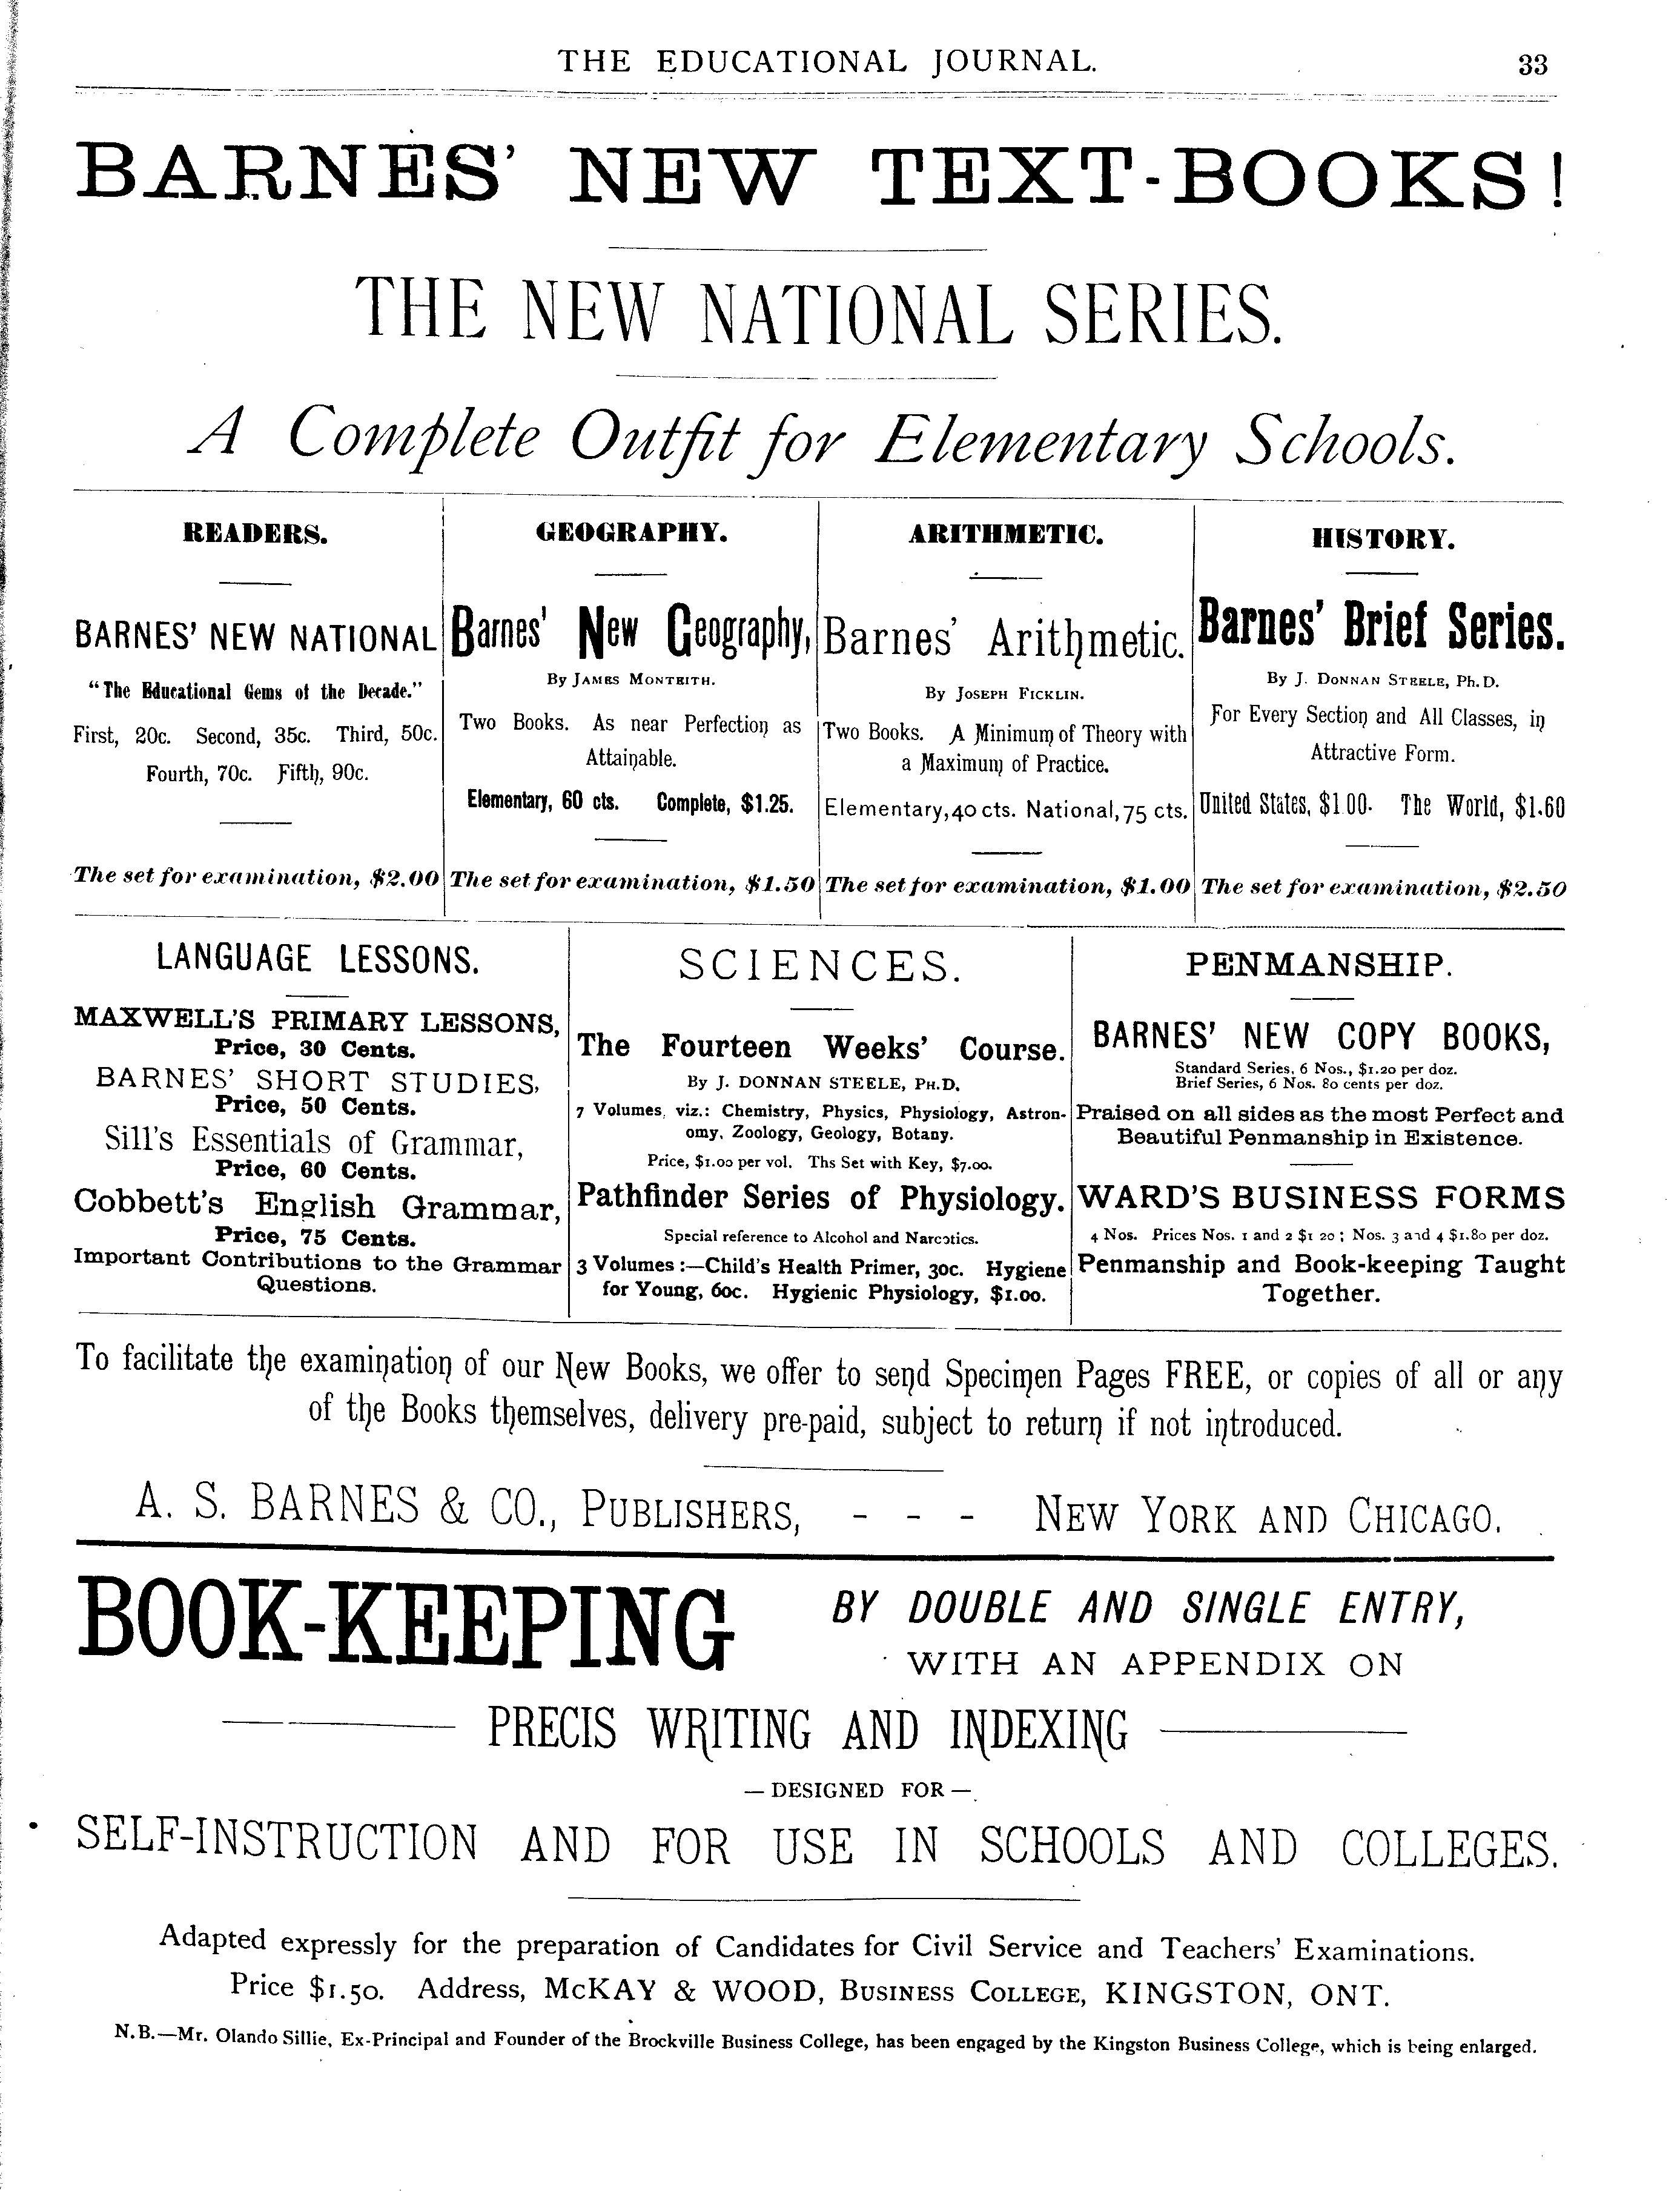 THE EDUCATIONAL JOURNAL.
33
BARNES' NEW TEXT-BOOKS!
THE NEW NATIONAL SERIES.
A Complete Outfit for Elementary Schools.
READERS.
BARNES' NEW NATIONAL
"The Educational Gems of the Decade."
First, 20c. Second, 35c. Third, 50c.
Fourth, 70c. Fifth, 90c.
The set for examination, $2.00
GEOGRAPHY.
Barnes' New Geography,
By JAMES MONTEITH.
Two Books. As near Perfection as
Attainable.
Elementary, 60 cts. Complete, $1.25.
The set for examination, $1.50
ARITHMETIC.
Barnes' Arithmetic.
By JOSEPH FICKLIN.
Two Books. A Minimum of Theory with
a Maximum of Practice.
Elementary, 40 cts. National, 75 cts.
The set for examination, $1.00
HISTORY.
Barnes' Brief Series.
By J. DONNAN STEELE, Ph.D.
For Every Section and All Classes, in
Attractive Form.
United States, $1.00. The World, $1.60
The set for examination, $2.50
LANGUAGE LESSONS.
MAXWELL'S PRIMARY LESSONS,
Price, 30 Cents.
BARNES' SHORT STUDIES,
Price, 50 Cents.
Sill's Essentials of Grammar,
Price, 60 Cents.
Cobbett's English Grammar,
Price, 75 Cents.
Important Contributions to the Grammar
Questions.
SCIENCES.
The Fourteen Weeks' Course.
By J. DONNAN STEELE, PH.D.
7 Volumes, viz.: Chemistry, Physics, Physiology, Astron-
omy, Zoology, Geology, Botany.
Price, $1.00 per vol. Ths Set with Key, $7.00.
Pathfinder Series of Physiology.
Special reference to Alcohol and Narcotics.
3 Volumes:—Child's Health Primer, 30c. Hygiene
for Young, 60c. Hygienic Physiology, $1.00.
PENMANSHIP.
BARNES' NEW COPY BOOKS,
Standard Series, 6 Nos., $1.20 per doz.
Brief Series, 6 Nos. 80 cents per doz.
Praised on all sides as the most Perfect and
Beautiful Penmanship in Existence.
WARD'S BUSINESS FORMS
4 Nos. Prices Nos. 1 and 2 $1 20; Nos. 3 and 4 $1.80 per doz.
Penmanship and Book-keeping Taught
Together.
To facilitate the examination of our New Books, we offer to send Specimen Pages FREE, or copies of all or any
of the Books themselves, delivery pre-paid, subject to return if not introduced.
A. S. BARNES & CO., PUBLISHERS, - - - NEW YORK AND CHICAGO.
BOOK-KEEPING BY DOUBLE AND SINGLE ENTRY,
WITH AN APPENDIX ON
PRECIS WRITING AND INDEXING
— DESIGNED FOR —
SELF-INSTRUCTION AND FOR USE IN SCHOOLS AND COLLEGES.
Adapted expressly for the preparation of Candidates for Civil Service and Teachers' Examinations.
Price $1.50. Address, McKAY & WOOD, BUSINESS COLLEGE, KINGSTON, ONT.
N.B.—Mr. Olando Sillie, Ex-Principal and Founder of the Brockville Business College, has been engaged by the Kingston Business College, which is being enlarged.